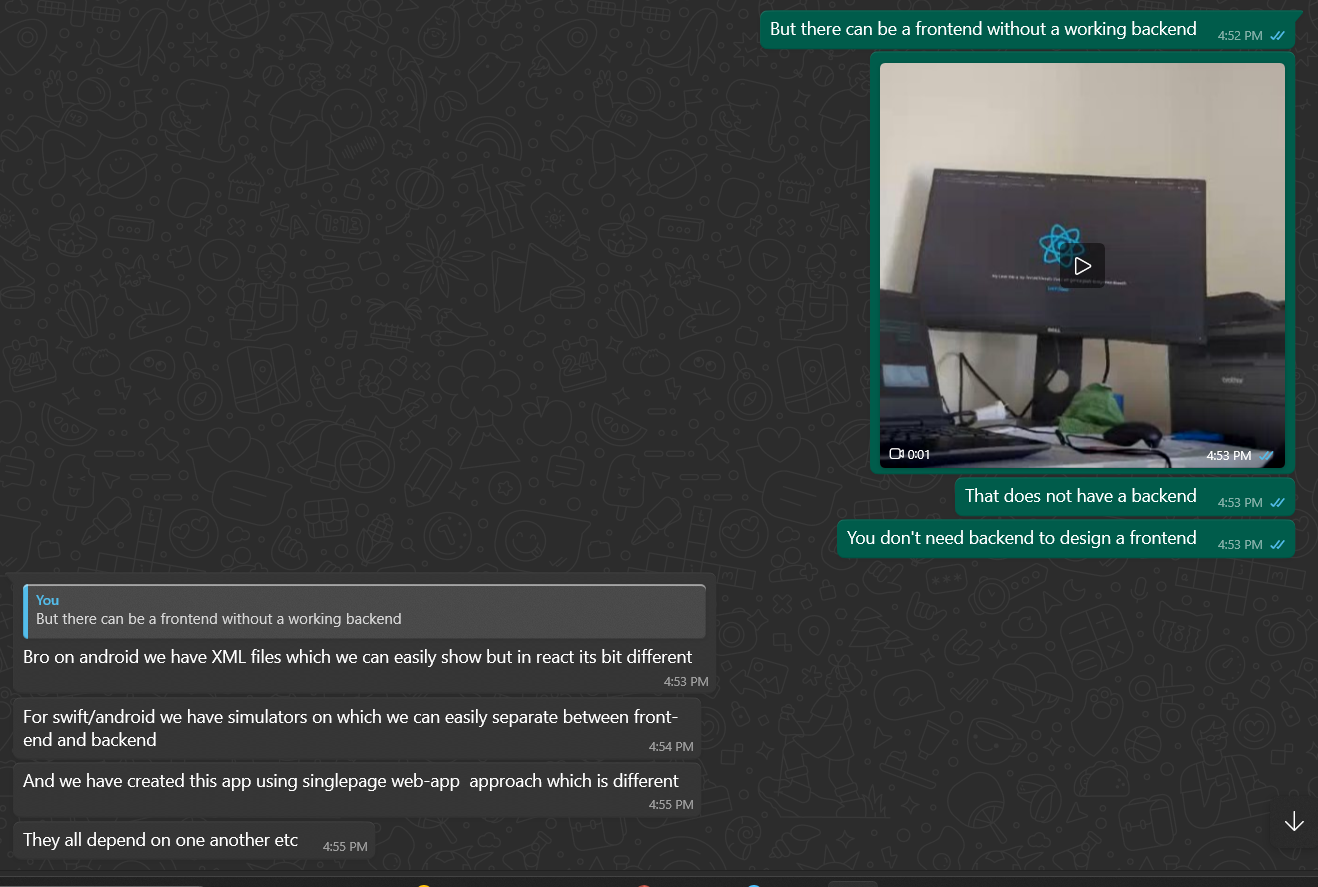 But there can be a frontend without a working backend
4:52 PM
DELL
brother
0:01
4:53 PM
That does not have a backend
4:53 PM
You don't need backend to design a frontend
4:53 PM
You
But there can be a frontend without a working backend
Bro on android we have XML files which we can easily show but in react its bit different
4:53 PM
For swift/android we have simulators on which we can easily separate between front-
end and backend
4:54 PM
And we have created this app using singlepage web-app  approach which is different
4:55 PM
They all depend on one another etc
4:55 PM